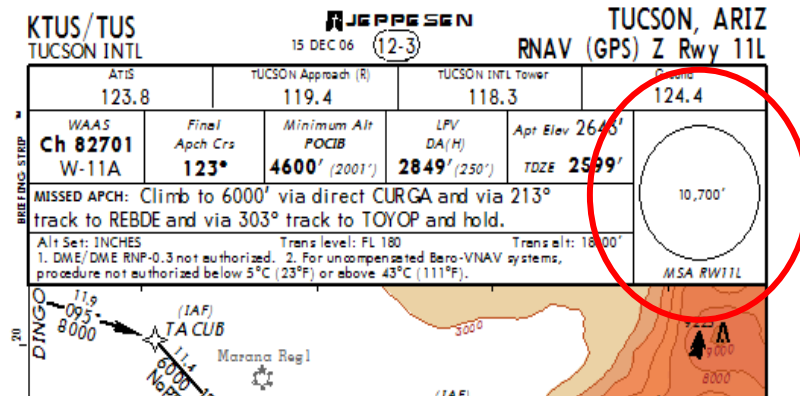 KTUS/TUS
TUCSON INTL
JEPPESEN
15 DEC 06 12-3
TUCSON, ARIZ
RNAV (GPS) Z Rwy 11L
ATIS
123.8
TUCSON Approach (R)
119.4
TUCSON INTL Tower
118.3
Ground
124.4
BRIEFING STRIP
WAAS
Ch 82701
W-11A
Final
Apch Crs
123°
Minimum Alt
POCIB
4600' (2001')
LPV
DA(H)
2849' (250')
Apt Elev 2643'
TDZE 2599'
10,700'
MSA RW11L
MISSED APCH: Climb to 6000' via direct CURGA and via 213°
track to REBDE and via 303° track to TOYOP and hold.
Alt Set: INCHES Trans level: FL 180 Trans alt: 18000'
1. DME/DME RNP-0.3 not authorized. 2. For uncompensated Baro-VNAV systems,
procedure not authorized below 5°C (23°F) or above 43°C (111°F).
DINGO
11.9
095°
8000
(IAF)
TACUB
11.4
6000
Marana Regl
3000
9000
8000
(IAF)
20